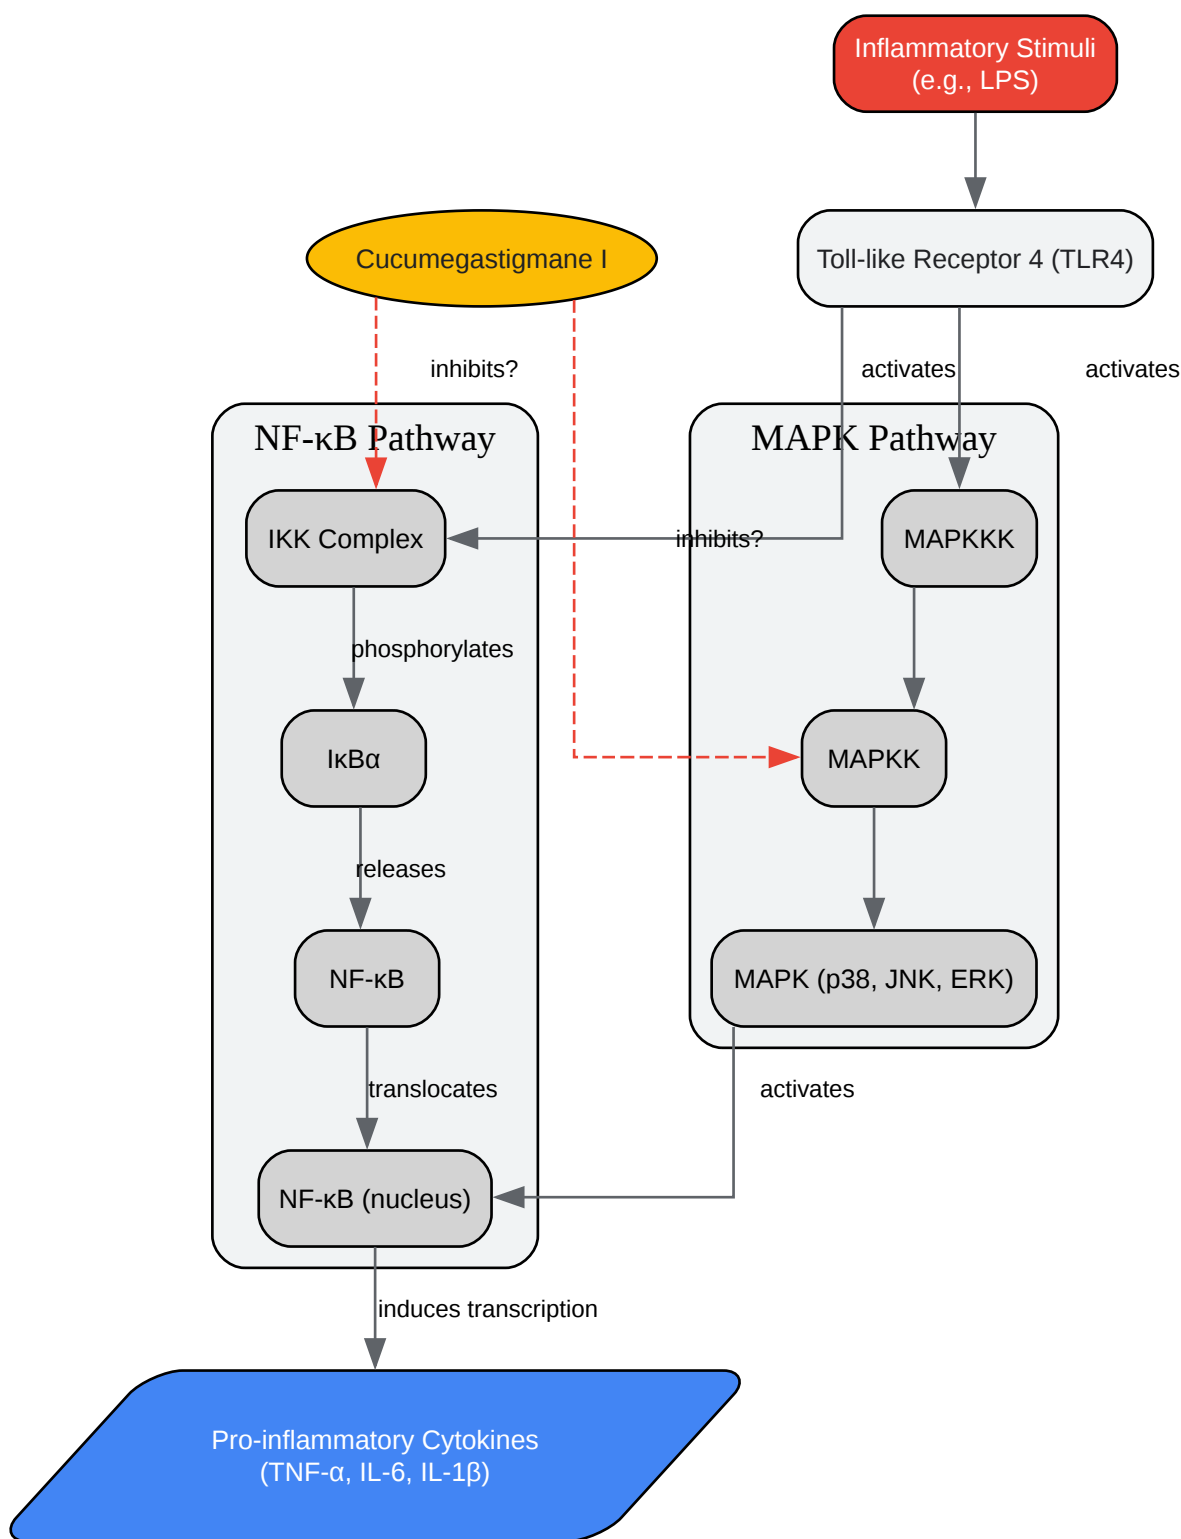 Inflammatory Stimuli
(e.g., LPS)
Cucumegastigmane I
Toll-like Receptor 4 (TLR4)
inhibits?
activates
activates
NF-κB Pathway
MAPK Pathway
IKK Complex
inhibits?
MAPKKK
phosphorylates
IκBα
MAPKK
releases
NF-κB
MAPK (p38, JNK, ERK)
translocates
activates
NF-κB (nucleus)
induces transcription
Pro-inflammatory Cytokines
(TNF-α, IL-6, IL-1β)